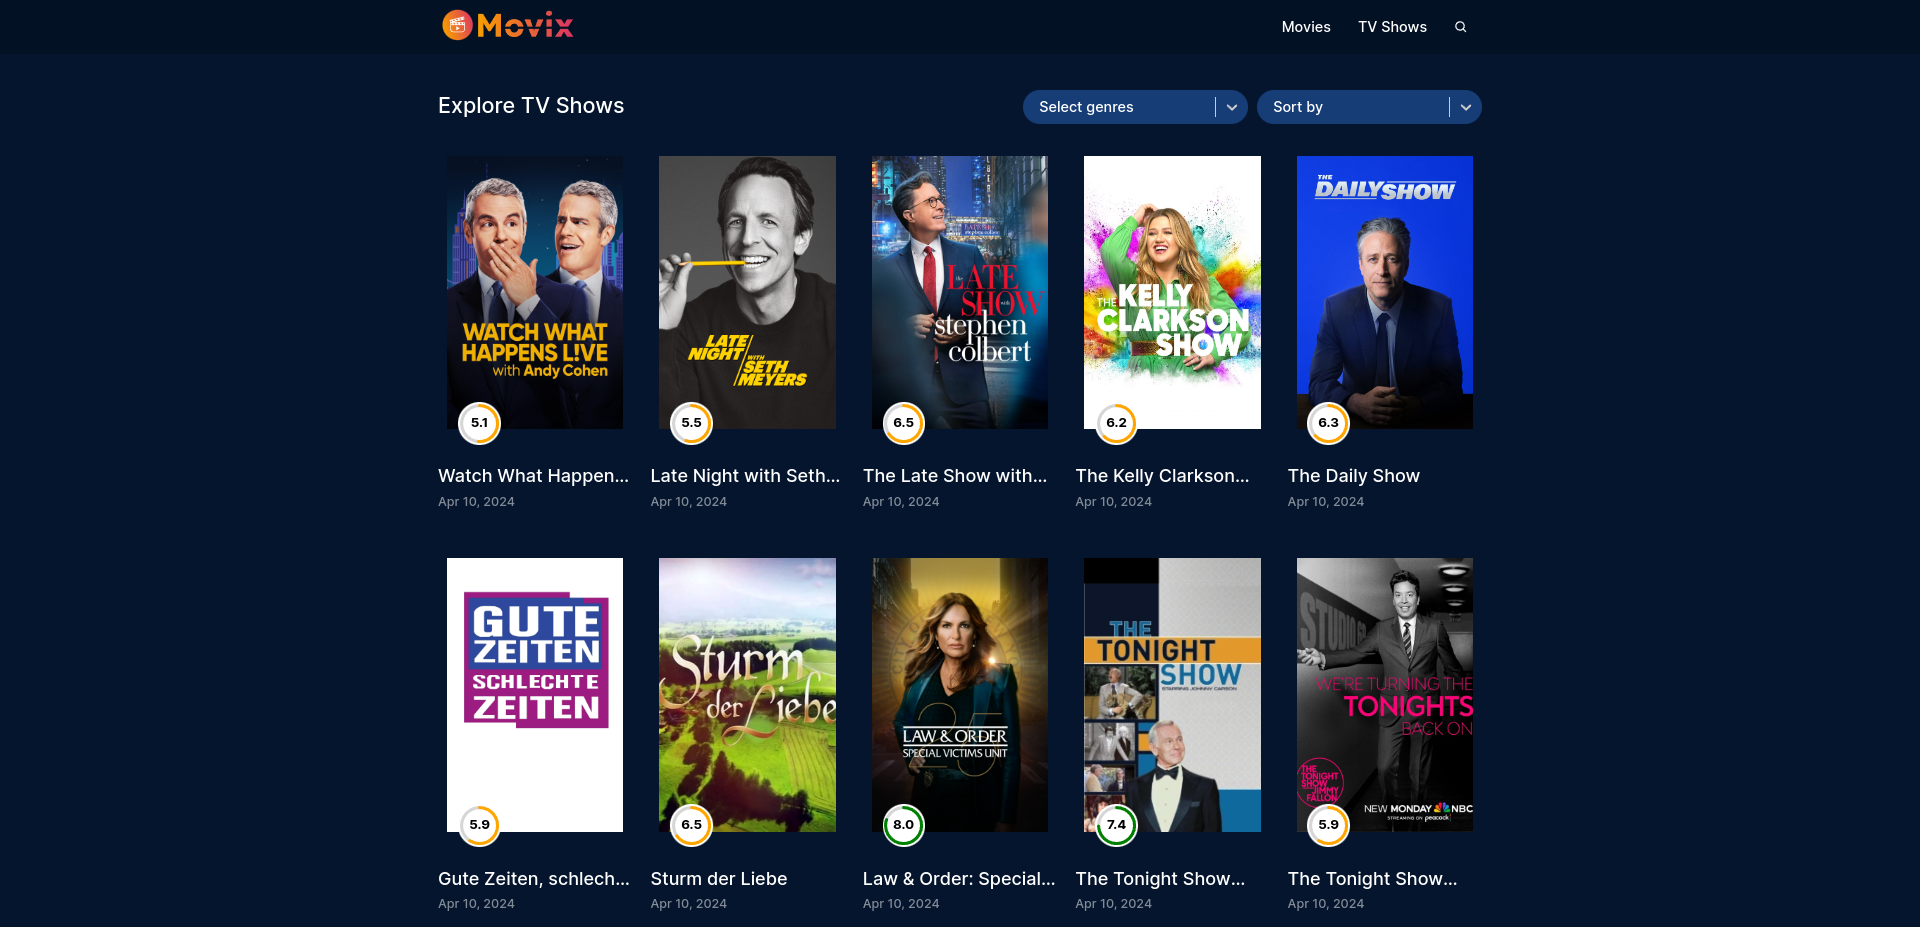 Movix
Movies
TV Shows
Explore TV Shows
Select genres
Sort by
WATCH WHAT
HAPPENS L!VE
with Andy Cohen
5.1
Watch What Happen...
Apr 10, 2024
LATE
NIGHT
WITH
SETH
MEYERS
5.5
Late Night with Seth...
Apr 10, 2024
the
LATE
SHOW
with
stephen
colbert
6.5
The Late Show with...
Apr 10, 2024
THE
KELLY
CLARKSON
SHOW
6.2
The Kelly Clarkson...
Apr 10, 2024
THE
DAILY SHOW
6.3
The Daily Show
Apr 10, 2024
GUTE
ZEITEN
SCHLECHTE
ZEITEN
5.9
Gute Zeiten, schlech...
Apr 10, 2024
Sturm
der Liebe
6.5
Sturm der Liebe
Apr 10, 2024
25
LAW & ORDER
SPECIAL VICTIMS UNIT
8.0
Law & Order: Special...
Apr 10, 2024
THE
TONIGHT
SHOW
STARRING JOHNNY CARSON
7.4
The Tonight Show...
Apr 10, 2024
WE'RE TURNING THE
TONIGHTS
BACK ON
THE
TONIGHT
SHOW
JIMMY
FALLON
NEW MONDAY NBC
STREAMING ON peacock
5.9
The Tonight Show...
Apr 10, 2024